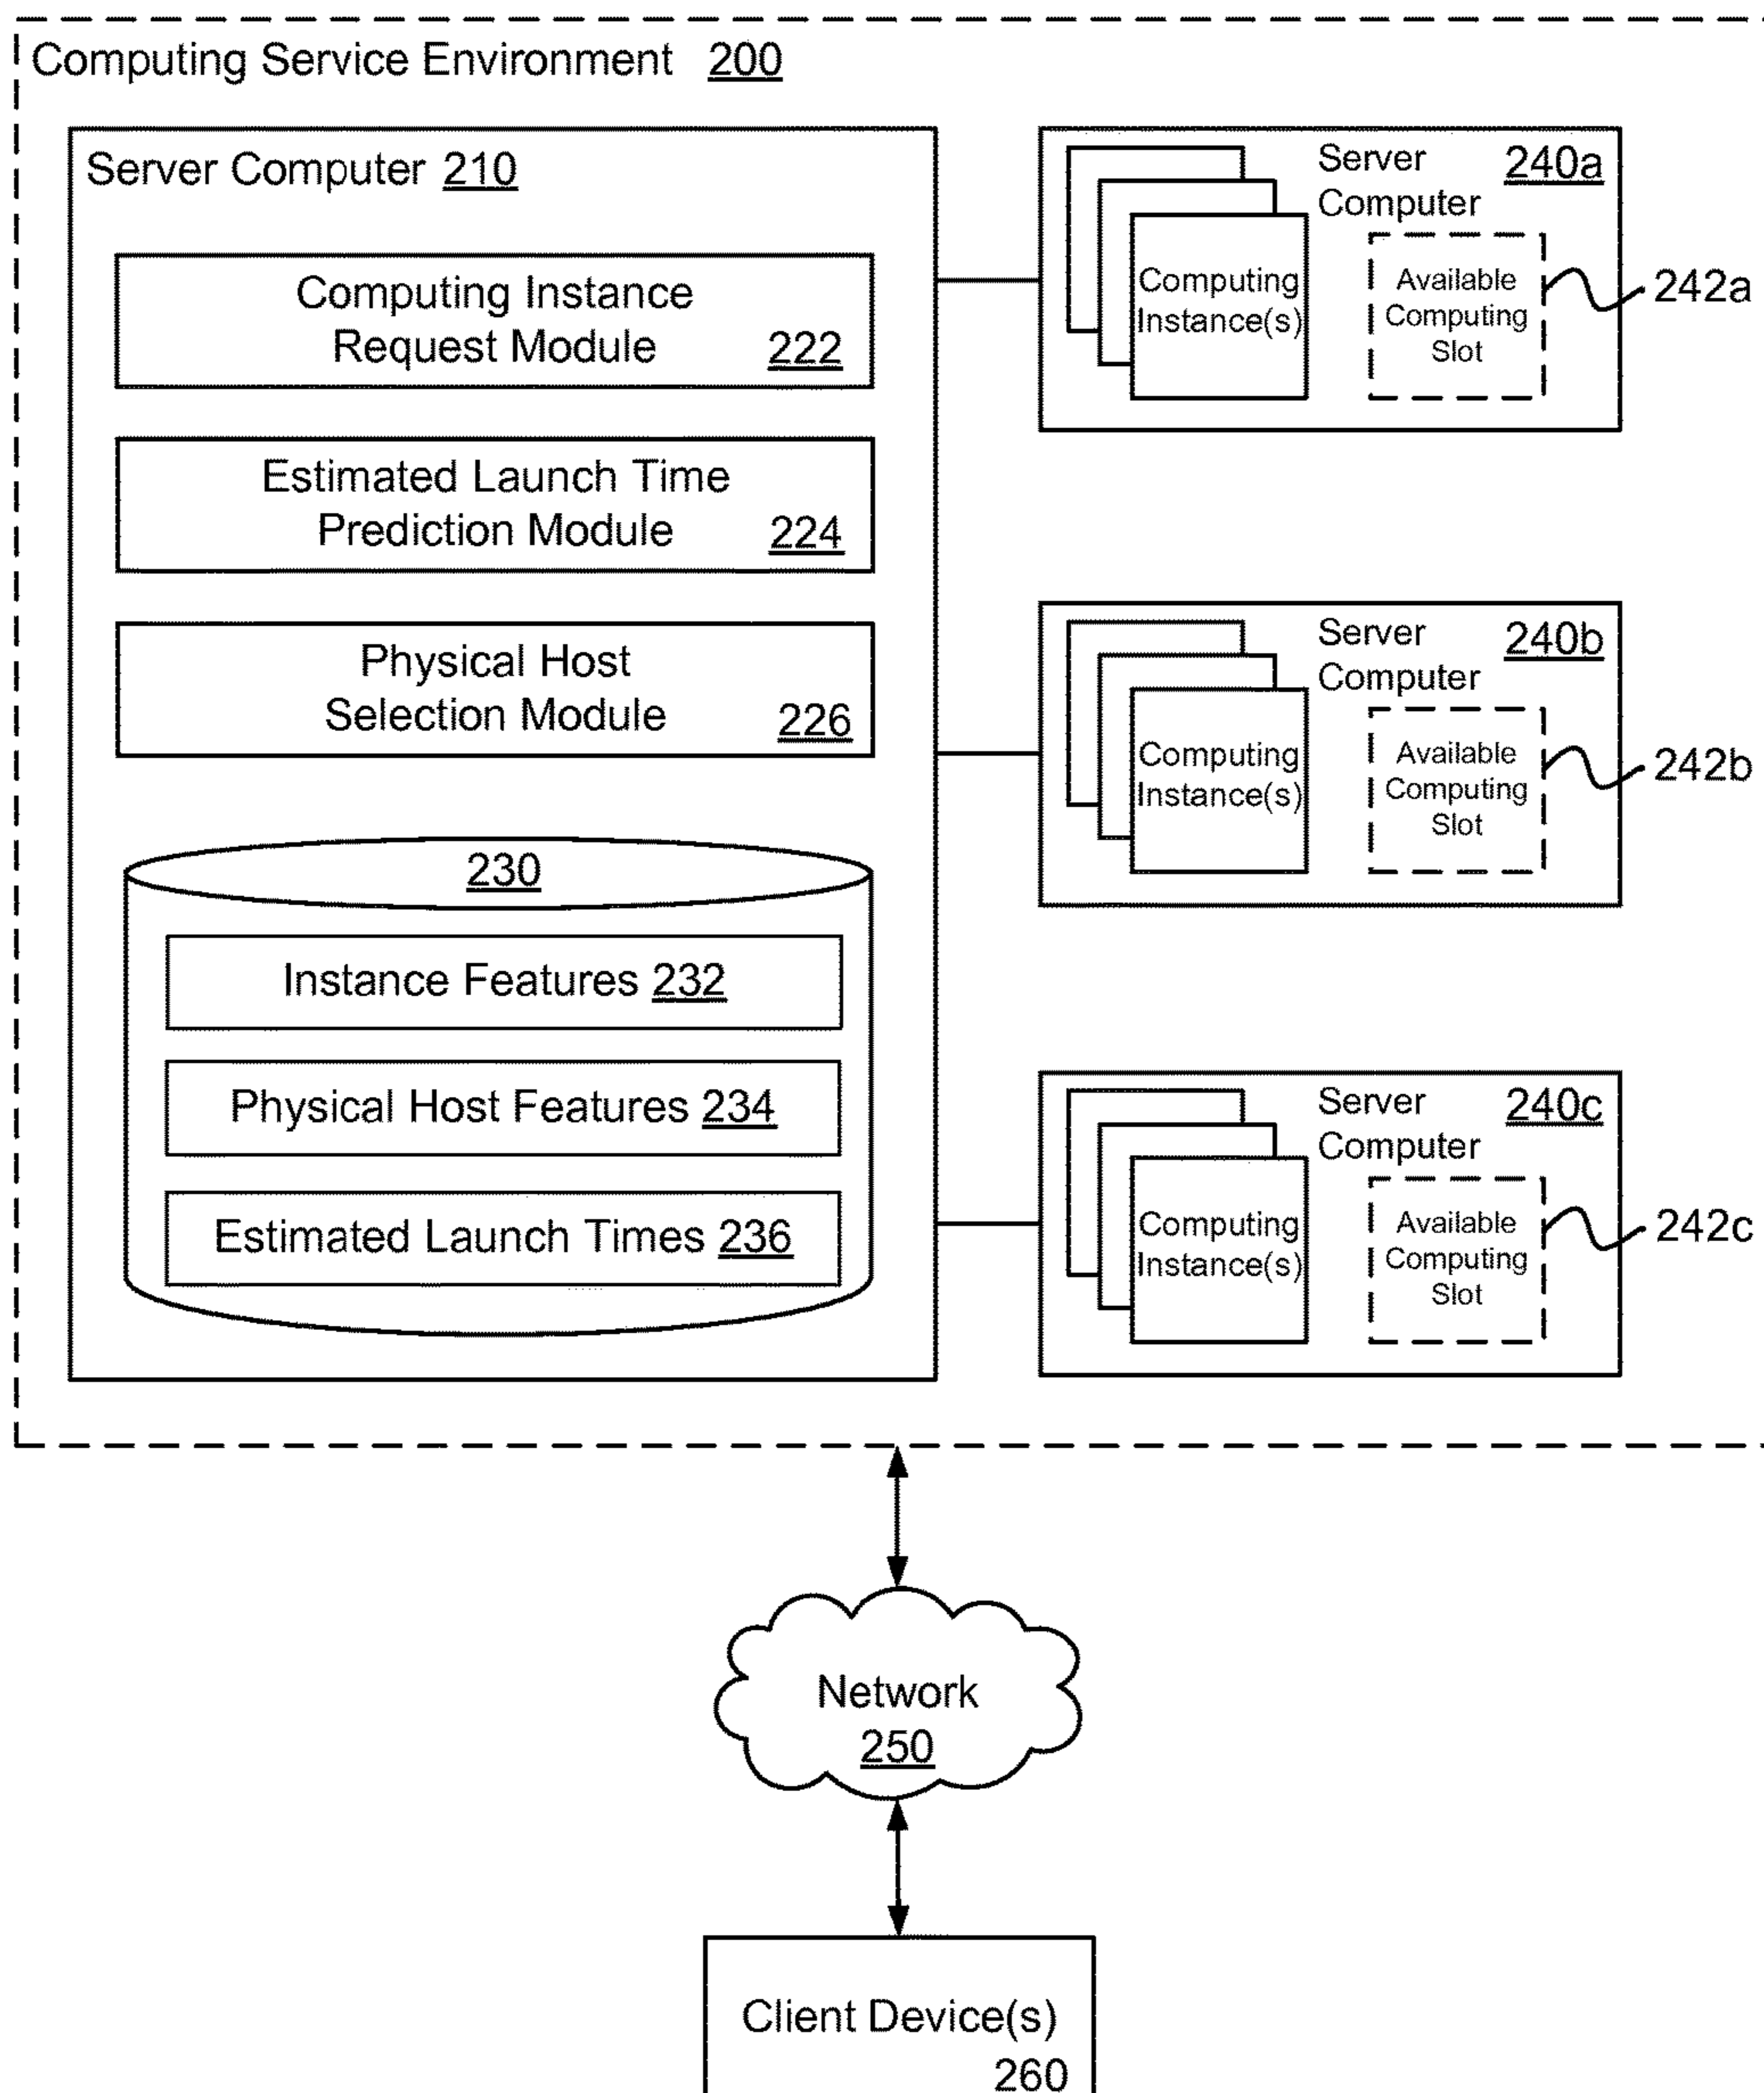 Computing Service Environment 200
Server Computer 210
Computing Instance
Request Module 222
Estimated Launch Time
Prediction Module 224
Physical Host
Selection Module 226
230
Instance Features 232
Physical Host Features 234
Estimated Launch Times 236
Server
Computer
240a
Computing
Instance(s)
Available
Computing
Slot
242a
Server
Computer
240b
Computing
Instance(s)
Available
Computing
Slot
242b
Server
Computer
240c
Computing
Instance(s)
Available
Computing
Slot
242c
Network
250
Client Device(s)
260